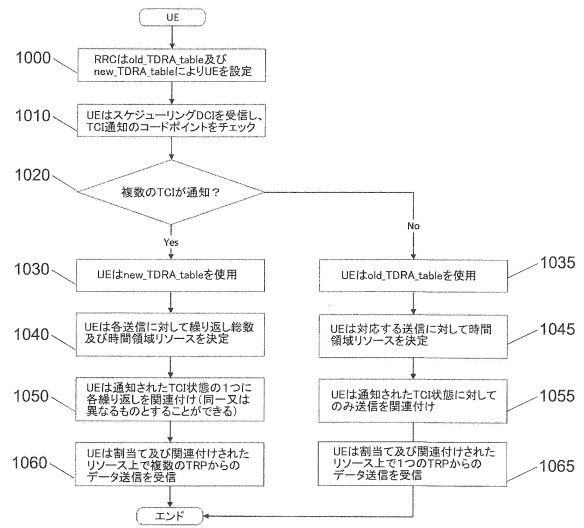 UE
1000
RRCはold_TDRA_table及び
new_TDRA_tableによりUEを設定
1010
UEはスケジューリングDCIを受信し、
TCI通知のコードポイントをチェック
1020
複数のTCIが通知？
Yes
No
1030
UEはnew_TDRA_tableを使用
1035
UEはold_TDRA_tableを使用
1040
UEは各送信に対して繰り返し総数
及び時間領域リソースを決定
1045
UEは対応する送信に対して時間
領域リソースを決定
1050
UEは通知されたTCI状態の１つに
各繰り返しを関連付け（同一又は
異なるものとすることができる）
1055
UEは通知されたTCI状態に対して
のみ送信を関連付け
1060
UEは割当て及び関連付けされた
リソース上で複数のTRPからの
データ送信を受信
1065
UEは割当て及び関連付けされた
リソース上で1つのTRPからの
データ送信を受信
エンド